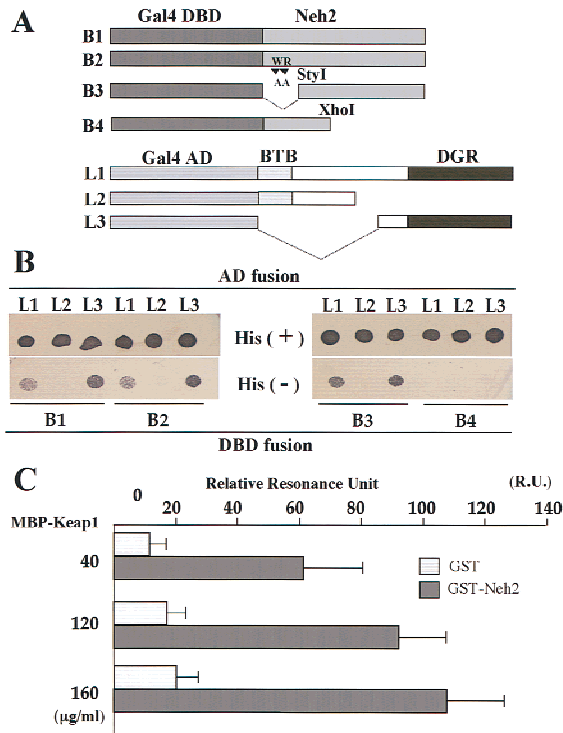 A
Gal4 DBD Neh2
B1
B2 WR
AA
B3 StyI
XhoI
B4
Gal4 AD BTB DGR
L1
L2
L3
B
AD fusion
L1 L2 L3 L1 L2 L3 L1 L2 L3 L1 L2 L3
His ( + )
His ( - )
B1 B2 B3 B4
DBD fusion
C
Relative Resonance Unit (R.U.)
0 20 40 60 80 100 120 140
MBP-Keap1
40
120
160
(µg/ml)
GST
GST-Neh2